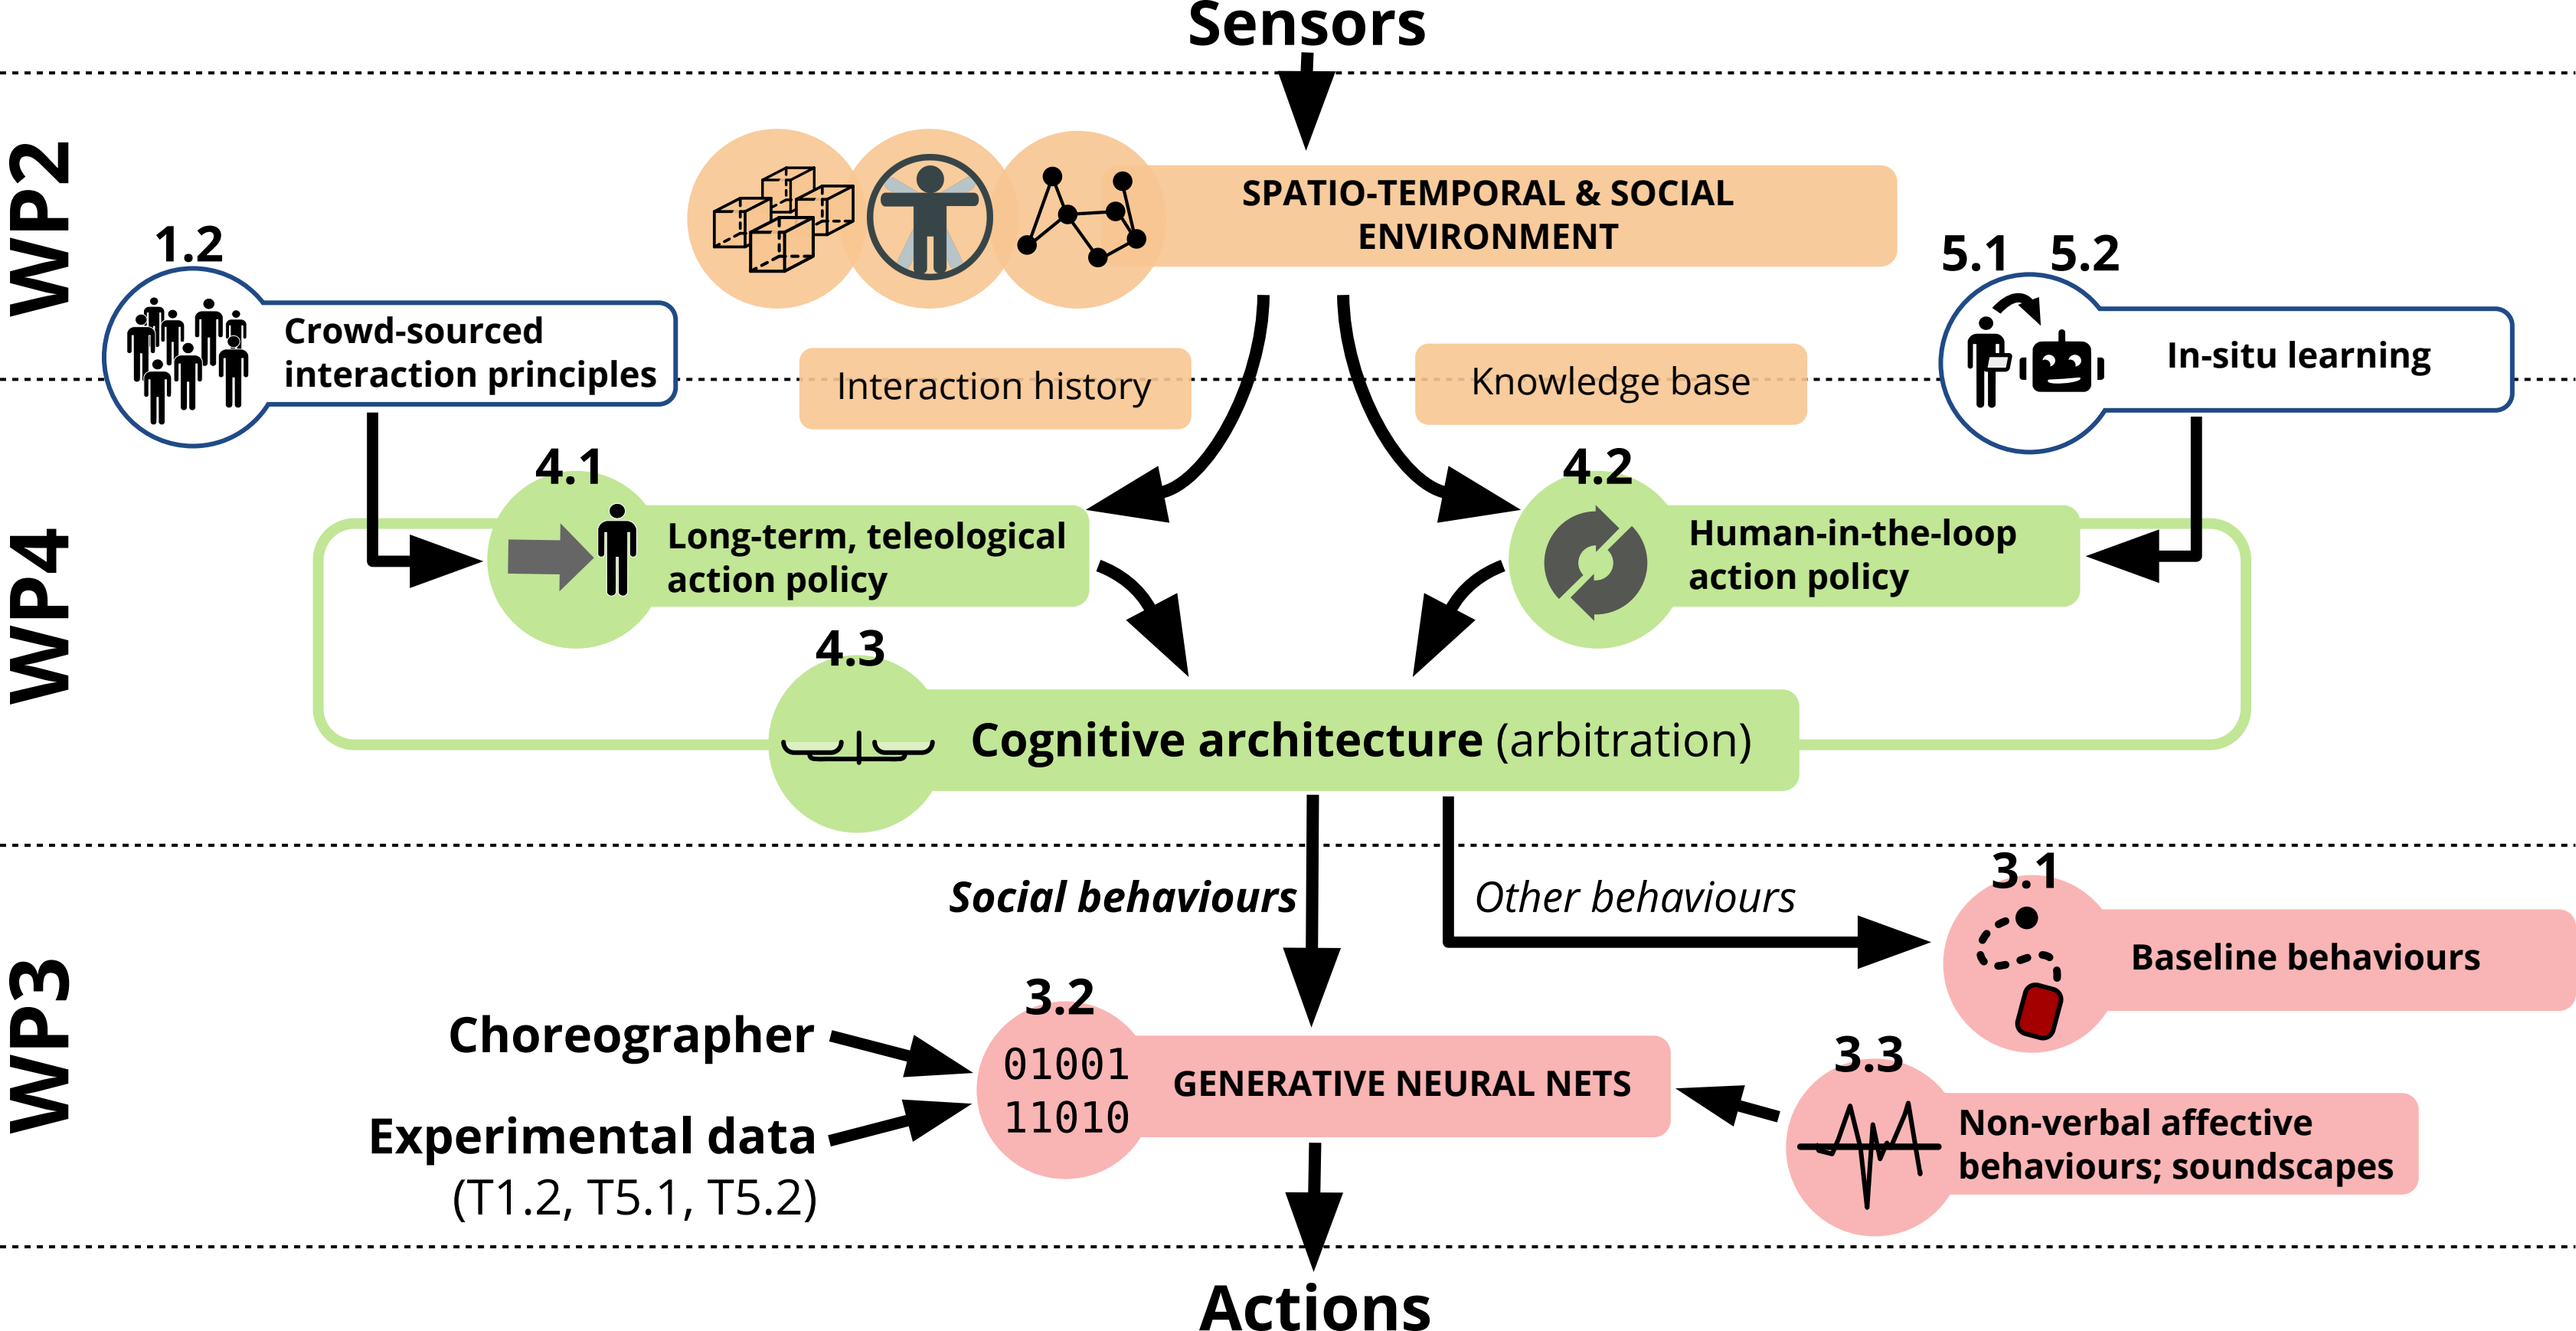 Sensors
WP2
SPATIO-TEMPORAL & SOCIAL
ENVIRONMENT
1.2
Crowd-sourced
interaction principles
5.1 5.2
In-situ learning
Interaction history
Knowledge base
WP4
4.1
Long-term, teleological
action policy
4.2
Human-in-the-loop
action policy
4.3
Cognitive architecture (arbitration)
WP3
Social behaviours
Other behaviours
3.1
Baseline behaviours
Choreographer
Experimental data
(T1.2, T5.1, T5.2)
3.2
01001
11010
GENERATIVE NEURAL NETS
3.3
Non-verbal affective
behaviours; soundscapes
Actions